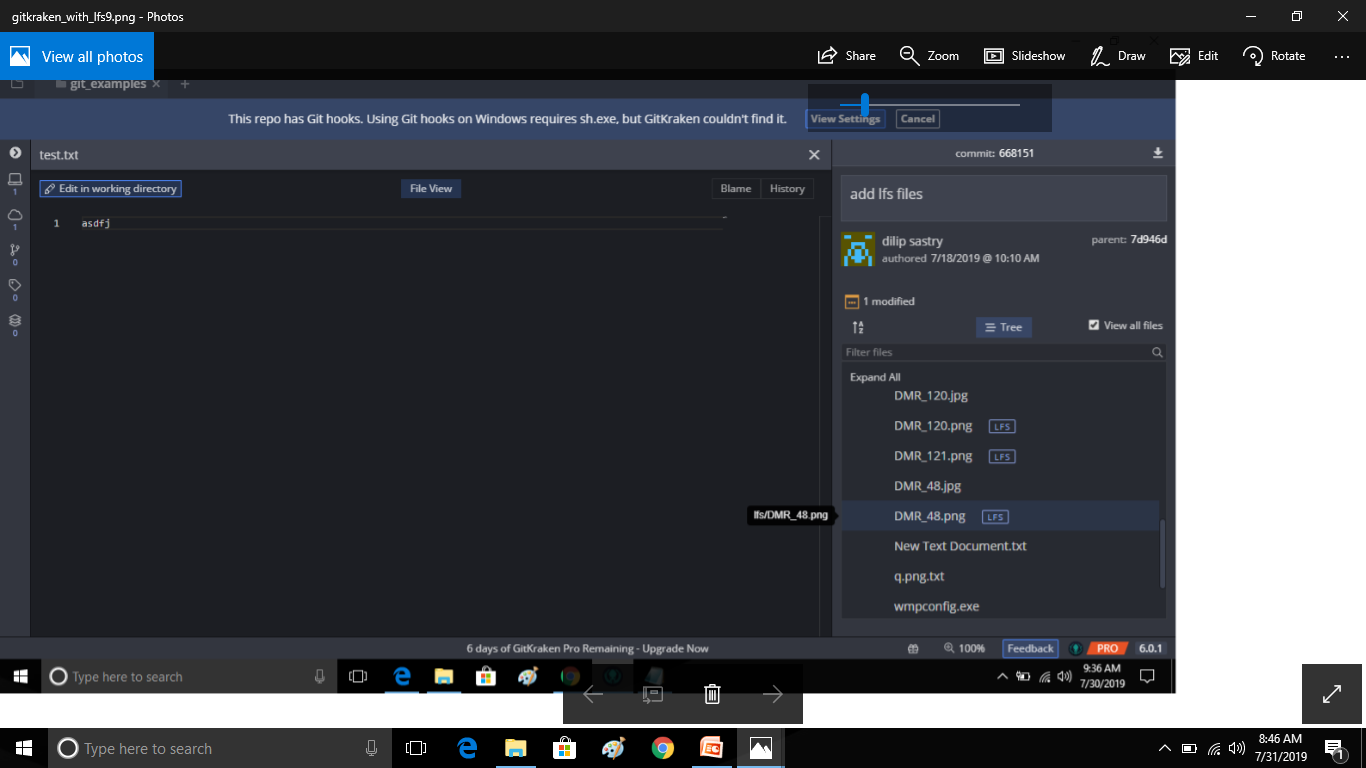 gitkraken_with_lfs9.png - Photos
View all photos
Share
Zoom
Slideshow
Draw
Edit
Rotate
git_examples
This repo has Git hooks. Using Git hooks on Windows requires sh.exe, but GitKraken couldn't find it.
View Settings
Cancel
test.txt
commit: 668151
Edit in working directory
File View
Blame
History
1 asdfj
1
1
0
0
0
add lfs files
dilip sastry
authored 7/18/2019 @ 10:10 AM
parent: 7d946d
1 modified
A Z
Tree
View all files
Filter files
Expand All
DMR_120.jpg
DMR_120.png LFS
DMR_121.png LFS
DMR_48.jpg
lfs/DMR_48.png
DMR_48.png LFS
New Text Document.txt
q.png.txt
wmpconfig.exe
6 days of GitKraken Pro Remaining - Upgrade Now
100%
Feedback
PRO
6.0.1
Type here to search
9:36 AM
7/30/2019
Type here to search
8:46 AM
7/31/2019
1